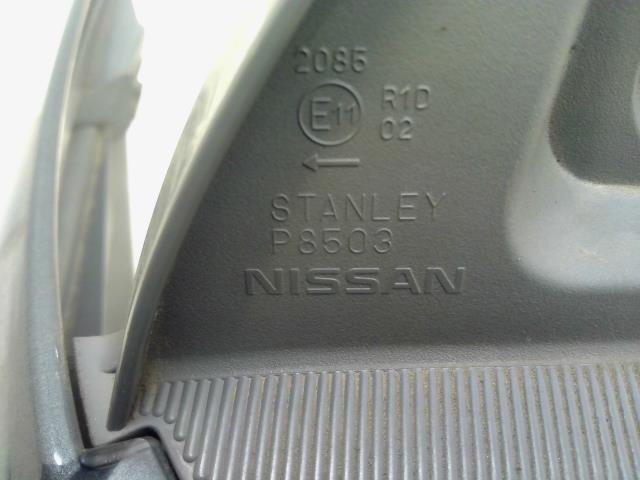 2085
E11 R1D
02
←
STANLEY
P8503
NISSAN